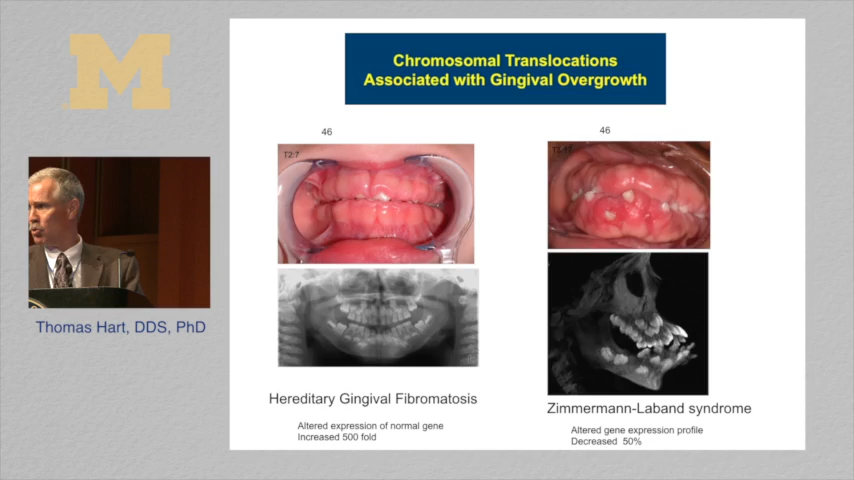 M
Chromosomal Translocations
Associated with Gingival Overgrowth
46
46
T2:7
Hereditary Gingival Fibromatosis
Zimmermann-Laband syndrome
Altered expression of normal gene
Increased 500 fold
Altered gene expression profile
Decreased 50%
Thomas Hart, DDS, PhD